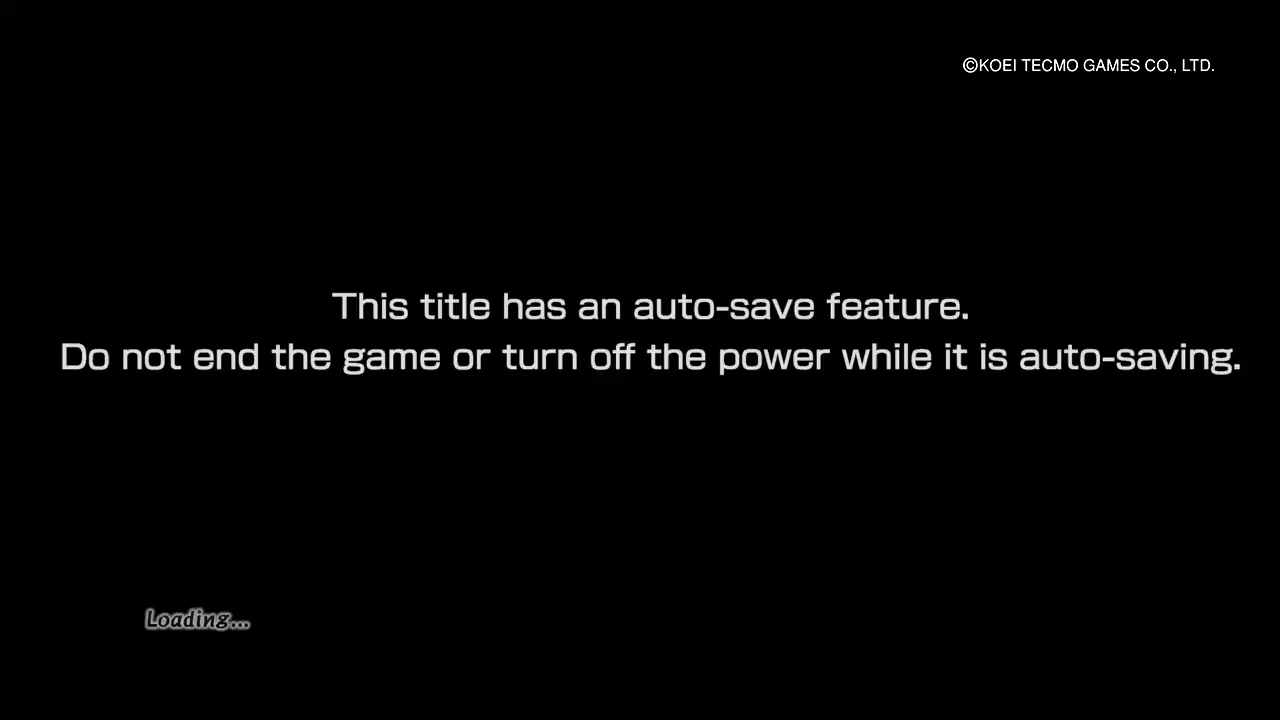 ©KOEI TECMO GAMES CO., LTD.
This title has an auto-save feature.
Do not end the game or turn off the power while it is auto-saving.
Loading...